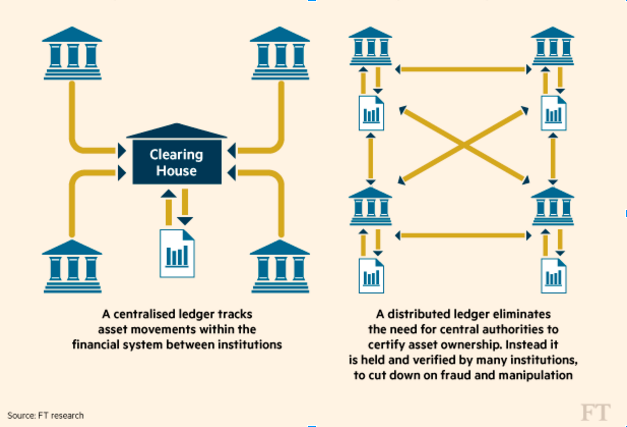 Clearing
House
A centralised ledger tracks
asset movements within the
financial system between institutions
A distributed ledger eliminates
the need for central authorities to
certify asset ownership. Instead it
is held and verified by many institutions,
to cut down on fraud and manipulation
Source: FT research
FT